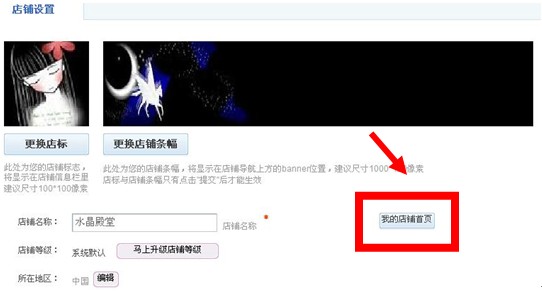 店铺设置
更换店标
更换店铺条幅
此处为您的店铺标志,
将显示在店铺信息栏是
建议尺寸100*100像素
此处为您的店铺条幅，将显示在店铺导航上方的banner位置，建议尺寸1000*100像素
店标与店铺条幅只有点击"提交"后才能生效
店铺名称： 水晶殿堂 店铺名称
我的店铺首页
店铺等级： 系统默认 马上升级店铺等级
所在地区： 中国 编辑